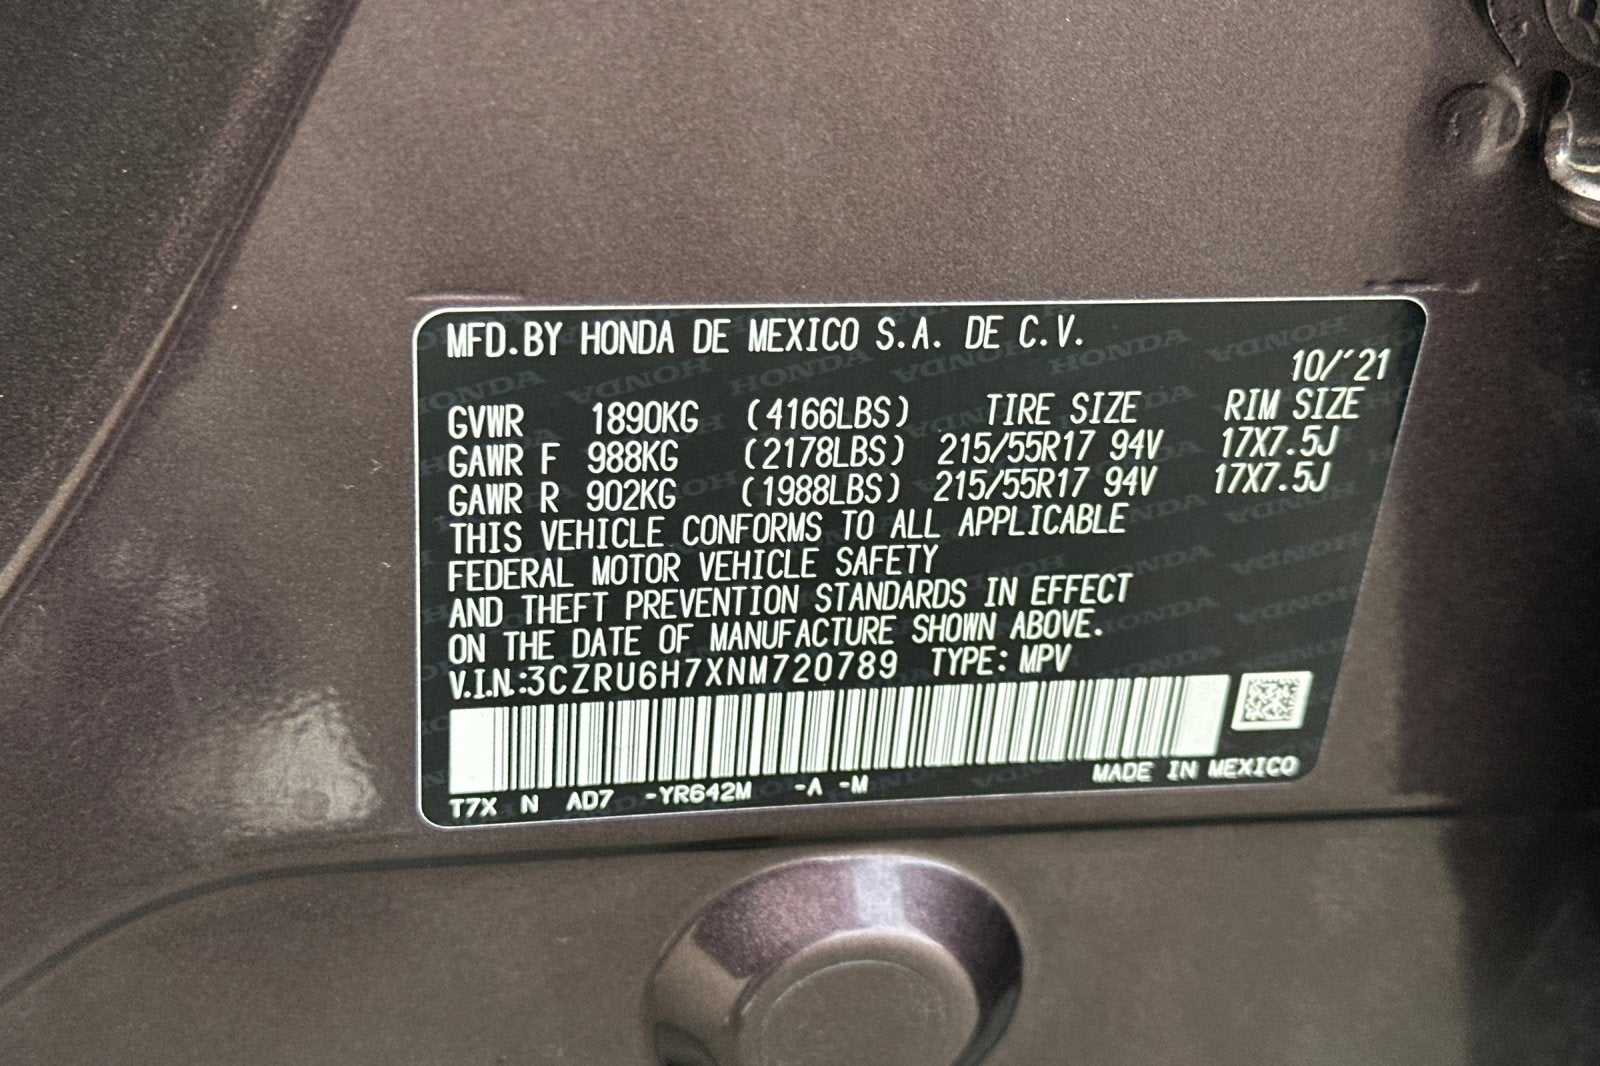 MFD.BY HONDA DE MEXICO S.A. DE C.V.
10/'21
GVWR 1890KG (4166LBS) TIRE SIZE RIM SIZE
GAWR F 988KG (2178LBS) 215/55R17 94V 17X7.5J
GAWR R 902KG (1988LBS) 215/55R17 94V 17X7.5J
THIS VEHICLE CONFORMS TO ALL APPLICABLE
FEDERAL MOTOR VEHICLE SAFETY
AND THEFT PREVENTION STANDARDS IN EFFECT
ON THE DATE OF MANUFACTURE SHOWN ABOVE.
V.I.N.:3CZRU6H7XNM720789 TYPE: MPV
MADE IN MEXICO
T7X N AD7 -YR642M -A -M